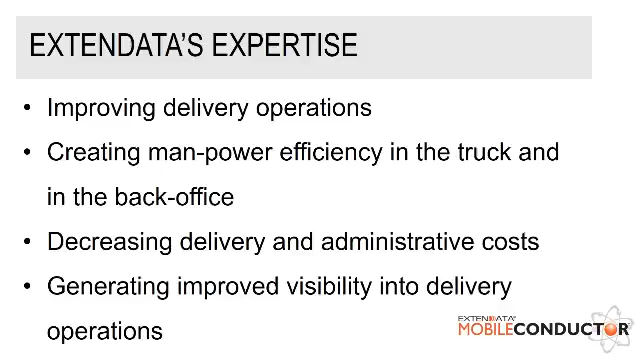 EXTENDATA'S EXPERTISE
• Improving delivery operations
• Creating man-power efficiency in the truck and
in the back-office
• Decreasing delivery and administrative costs
• Generating improved visibility into delivery
operations
EXTENDATA®
MOBILECONDUCTOR